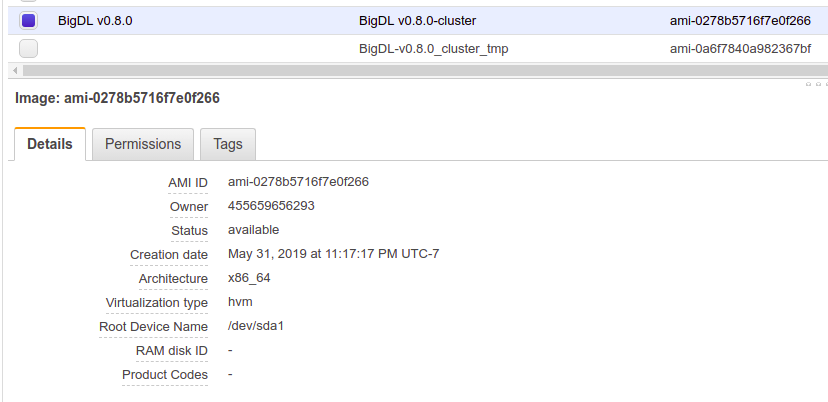 BigDL v0.8.0 BigDL v0.8.0-cluster ami-0278b5716f7e0f266
BigDL-v0.8.0_cluster_tmp ami-0a6f7840a982367bf
Image: ami-0278b5716f7e0f266
Details Permissions Tags
AMI ID ami-0278b5716f7e0f266
Owner 455659656293
Status available
Creation date May 31, 2019 at 11:17:17 PM UTC-7
Architecture x86_64
Virtualization type hvm
Root Device Name /dev/sda1
RAM disk ID -
Product Codes -